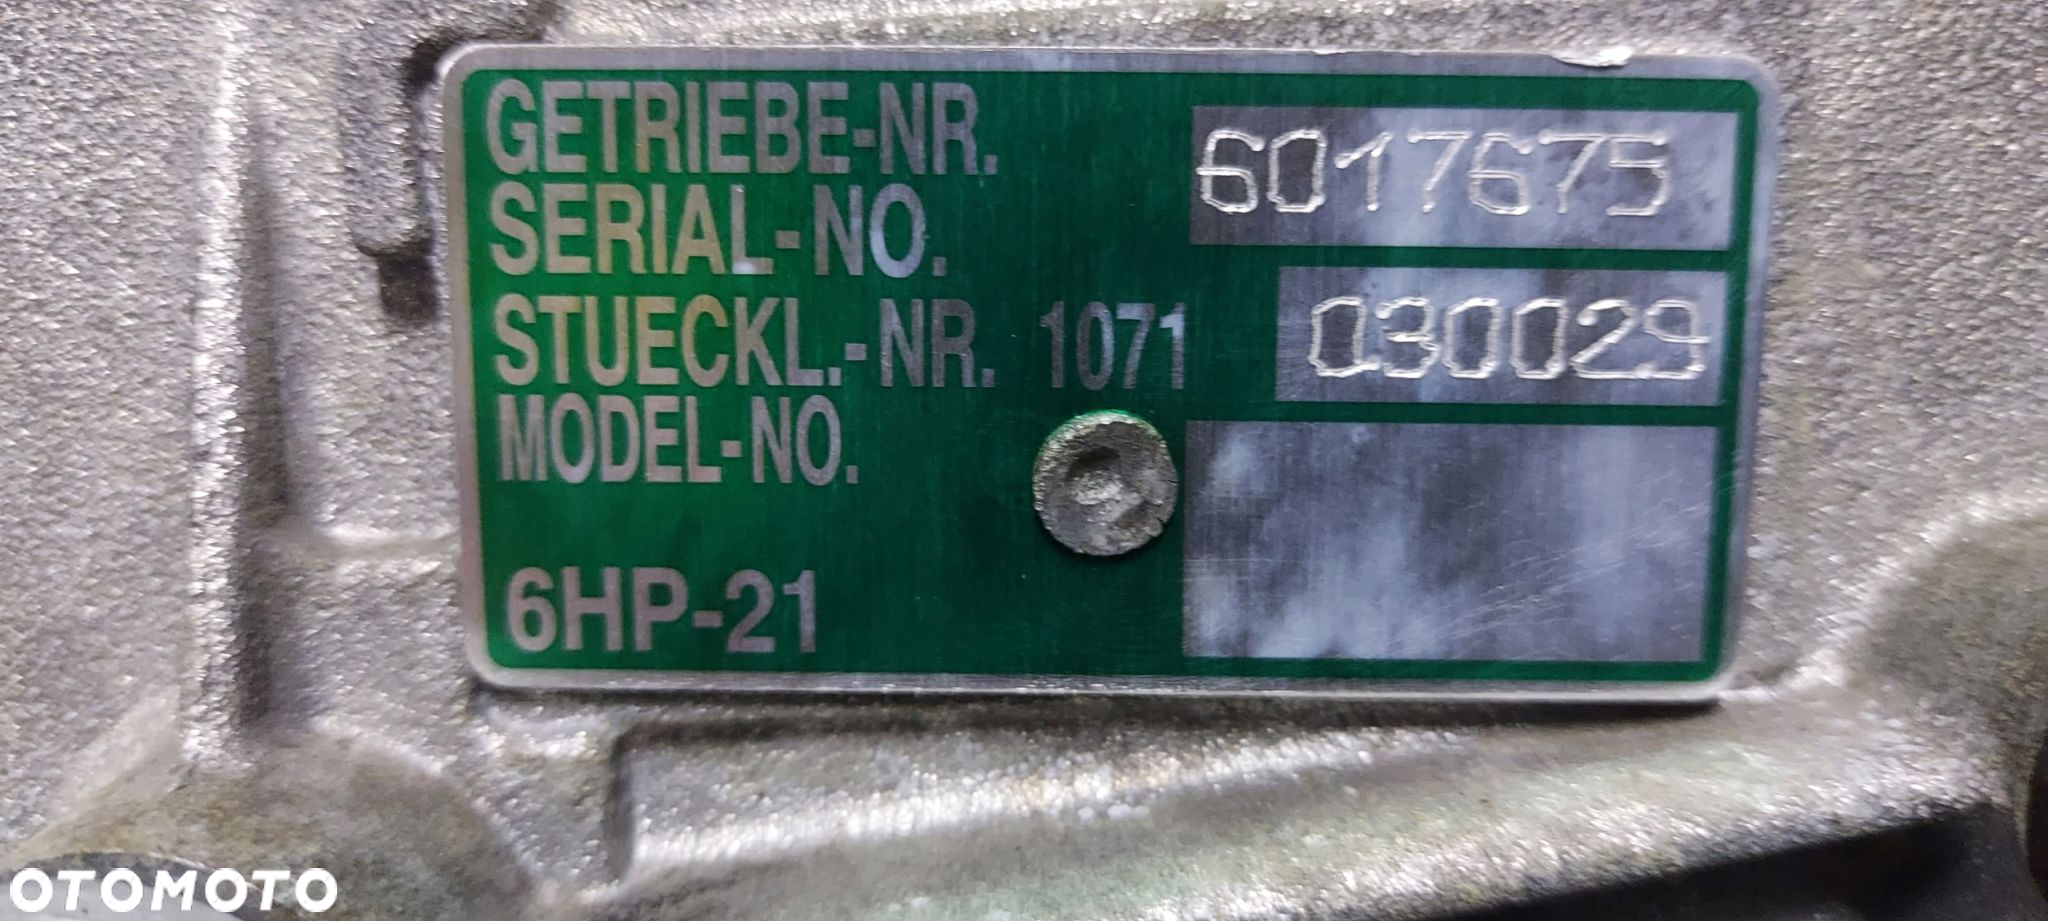 GETRIEBE-NR. 6017675
SERIAL-NO.
STUECKL.-NR. 1071 030029
MODEL-NO.
6HP-21
OTOMOTO